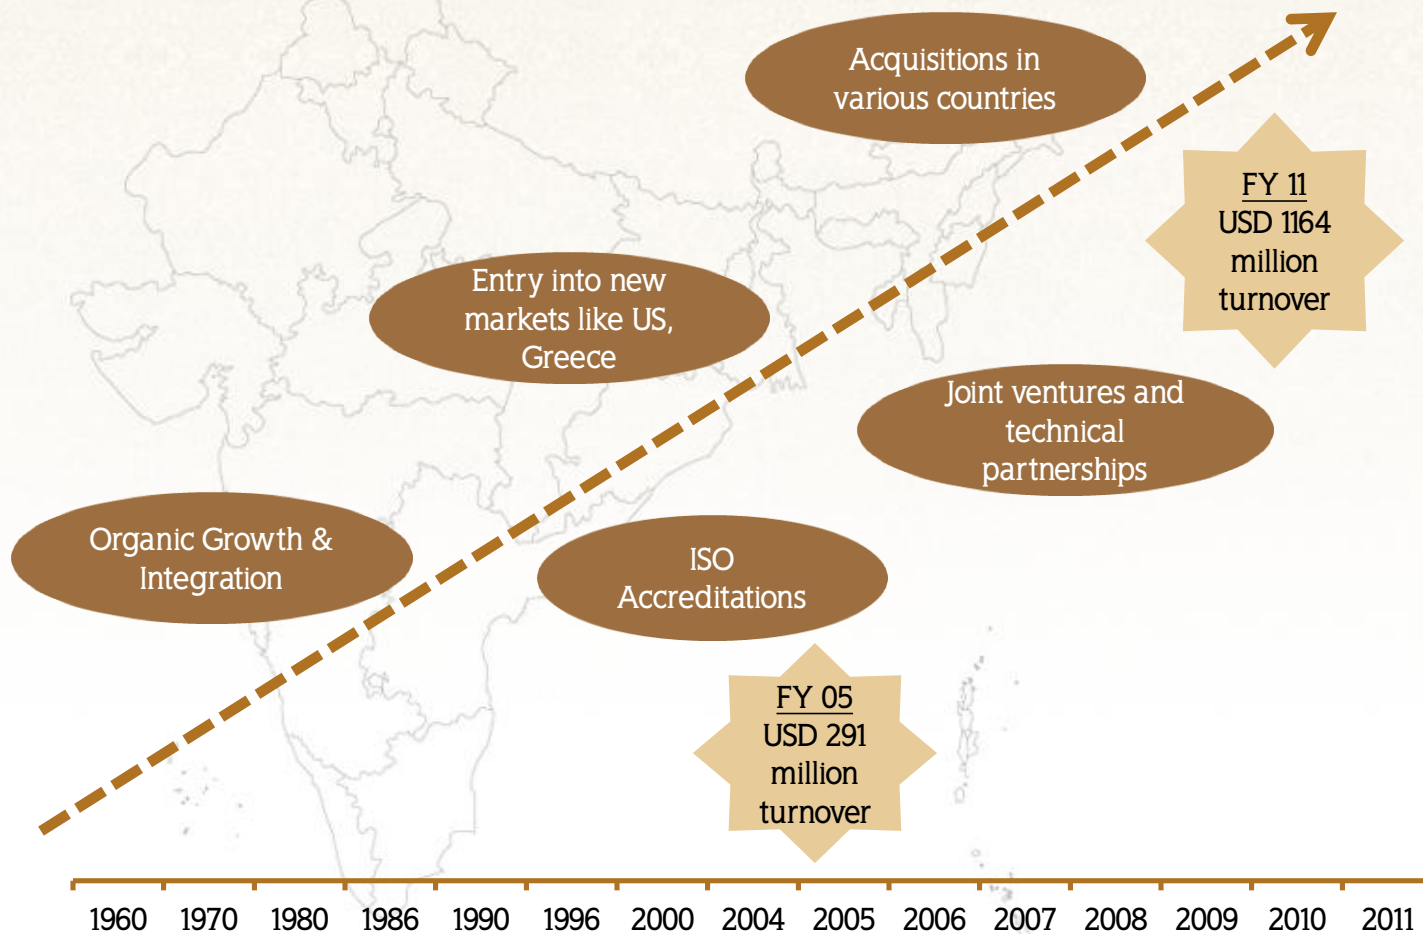 Acquisitions in
various countries
FY 11
USD 1164
million
turnover
Entry into new
markets like US,
Greece
Joint ventures and
technical
partnerships
Organic Growth &
Integration
ISO
Accreditations
FY 05
USD 291
million
turnover
1960 1970 1980 1986 1990 1996 2000 2004 2005 2006 2007 2008 2009 2010 2011